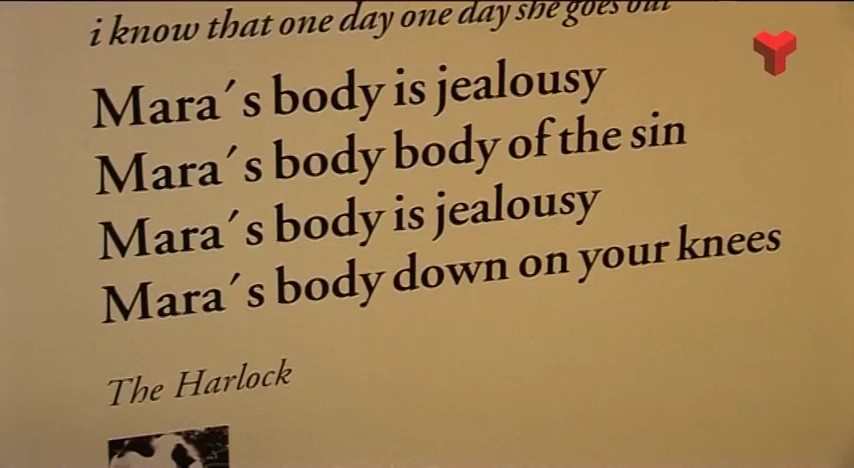 i know that one day one day she goes out
Mara´s body is jealousy
Mara´s body body of the sin
Mara´s body is jealousy
Mara´s body down on your knees
The Harlock